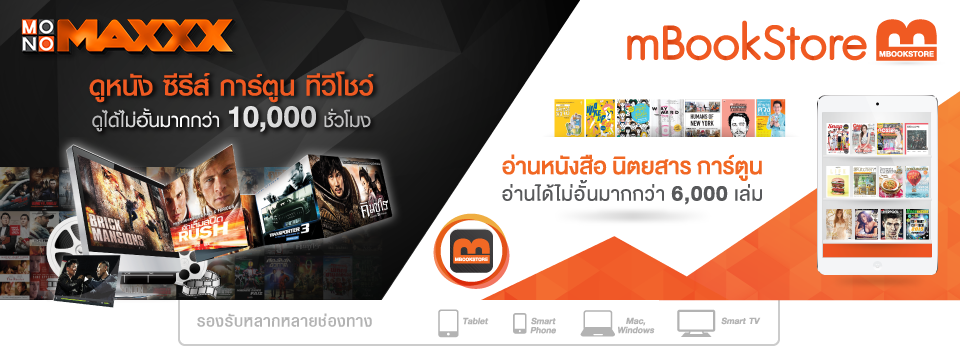 MONO MAXXX
ดูหนัง ซีรีส์ การ์ตูน ทีวีโชว์
ดูได้ไม่อั้นมากกว่า 10,000 ชั่วโมง
BRICK MANSIONS
RUSH
TRANSPORTER 3
mBookStore
MBOOKSTORE
HUMANS OF NEW YORK
อ่านหนังสือ นิตยสาร การ์ตูน
อ่านได้ไม่อั้นมากกว่า 6,000 เล่ม
MBOOKSTORE
รองรับหลากหลายช่องทาง
Tablet
Smart Phone
Mac, Windows
Smart TV